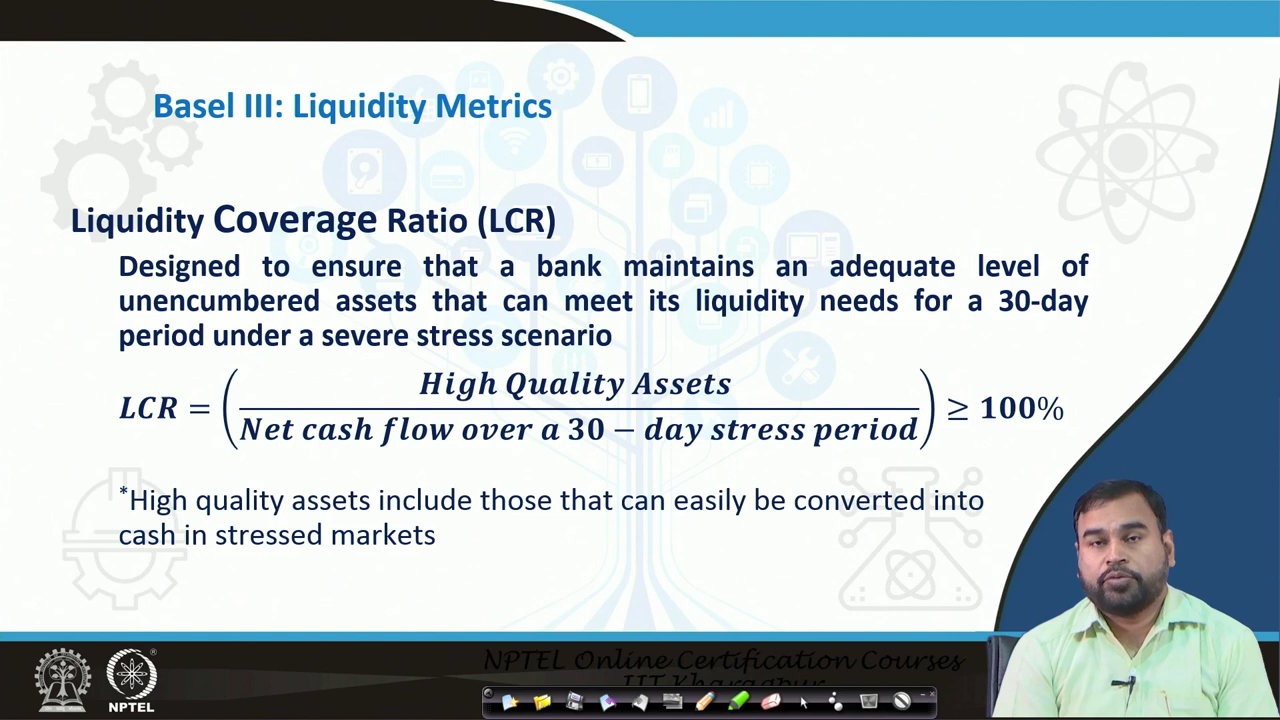 Basel III: Liquidity Metrics
Liquidity Coverage Ratio (LCR)
Designed to ensure that a bank maintains an adequate level of
unencumbered assets that can meet its liquidity needs for a 30-day
period under a severe stress scenario
LCR = (High Quality Assets / Net cash flow over a 30 − day stress period) ≥ 100%
*High quality assets include those that can easily be converted into
cash in stressed markets
NPTEL Online Certification Courses
IIT Kharagpur
NPTEL